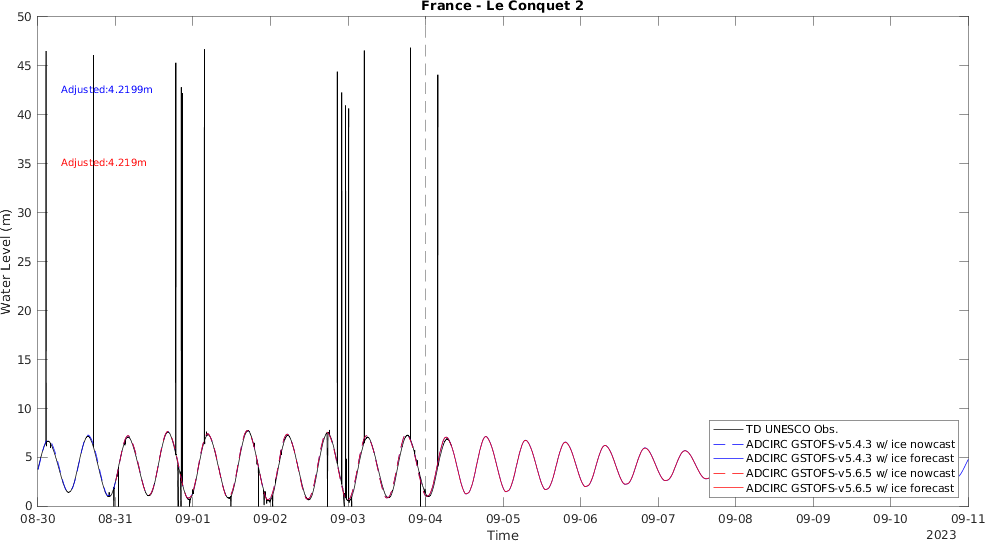 France - Le Conquet 2
50
45
40
35
30
25
20
15
10
5
0
Water Level (m)
Adjusted:4.2199m
Adjusted:4.219m
TD UNESCO Obs.
ADCIRC GSTOFS-v5.4.3 w/ ice nowcast
ADCIRC GSTOFS-v5.4.3 w/ ice forecast
ADCIRC GSTOFS-v5.6.5 w/ ice nowcast
ADCIRC GSTOFS-v5.6.5 w/ ice forecast
08-30 08-31 09-01 09-02 09-03 09-04 09-05 09-06 09-07 09-08 09-09 09-10 09-11
Time
2023